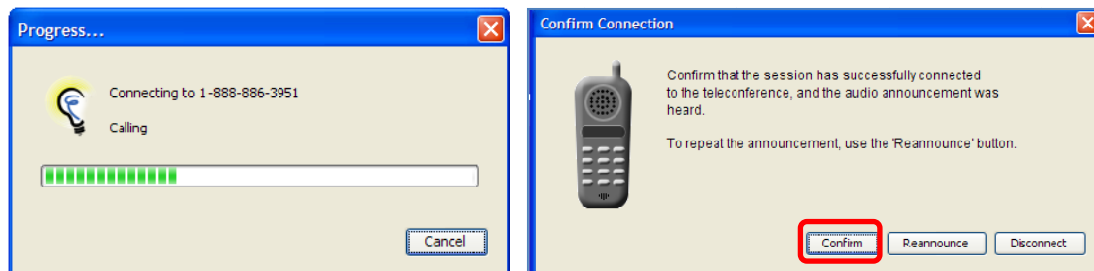 Progress...
Connecting to 1-888-886-3951
Calling
Cancel
Confirm Connection
Confirm that the session has successfully connected
to the teleconference, and the audio announcement was
heard.
To repeat the announcement, use the 'Reannounce' button.
Confirm
Reannounce
Disconnect